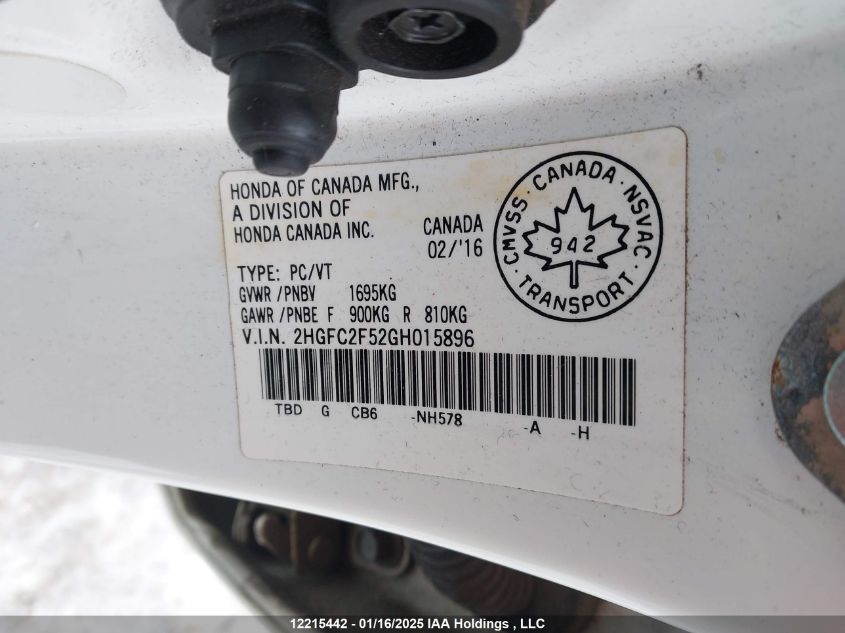 HONDA OF CANADA MFG.,
A DIVISION OF
HONDA CANADA INC. CANADA
02/'16
TYPE: PC/VT
GVWR /PNBV 1695KG
GAWR /PNBE F 900KG R 810KG
V.I.N. 2HGFC2F52GH015896
TBD G CB6 -NH578 -A -H
CMVSS · CANADA · NSVAC
· TRANSPORT ·
942
12215442 - 01/16/2025 IAA Holdings , LLC